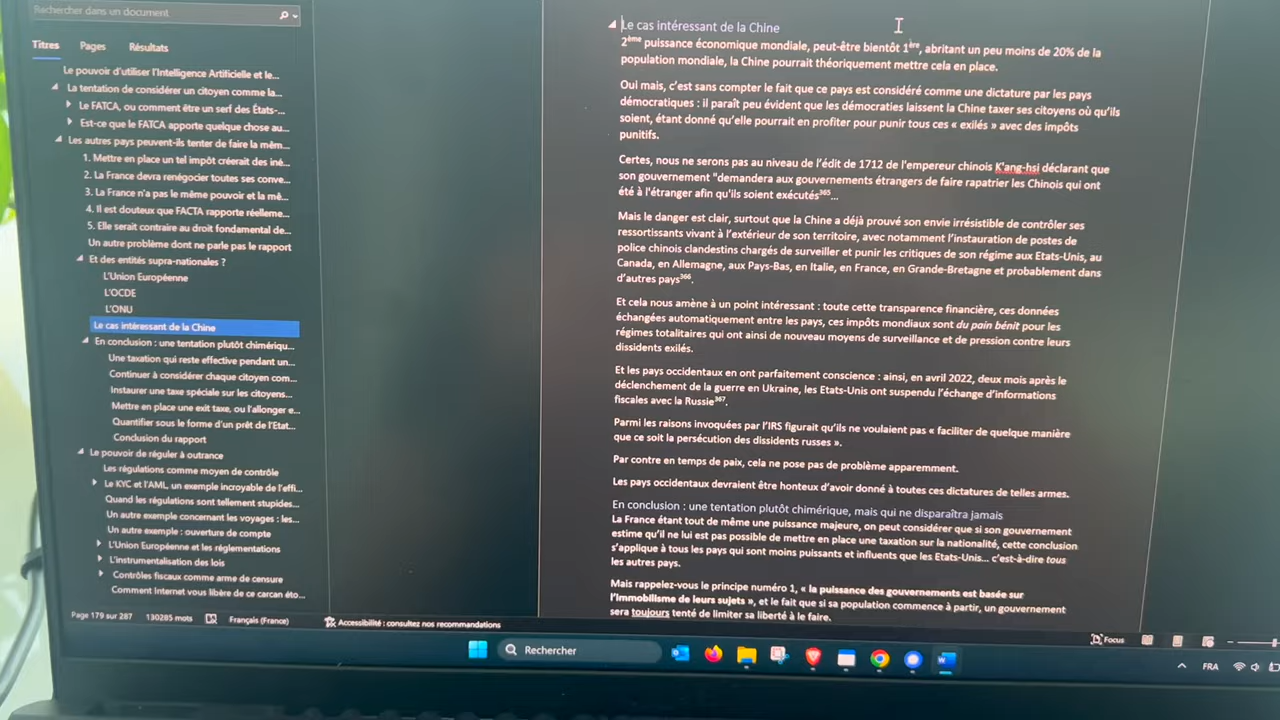 Rechercher dans un document
Titres
Pages
Résultats
Le pouvoir d'utiliser l'Intelligence Artificielle et le...
La tentation de considérer un citoyen comme la...
Le FATCA, ou comment être un serf des États-...
Est-ce que le FATCA apporte quelque chose au...
Les autres pays peuvent-ils tenter de faire la mêm...
1. Mettre en place un tel impôt créerait des iné...
2. La France devra renégocier toutes ses conve...
3. La France n'a pas le même pouvoir et la mê...
4. Il est douteux que FACTA rapporte réelleme...
5. Elle serait contraire au droit fondamental de...
Un autre problème dont ne parle pas le rapport
Et des entités supra-nationales ?
L'Union Européenne
L'OCDE
L'ONU
Le cas intéressant de la Chine
En conclusion : une tentation plutôt chimériqu...
Une taxation qui reste effective pendant un...
Continuer à considérer chaque citoyen com...
Instaurer une taxe spéciale sur les citoyens...
Mettre en place une exit taxe, ou l'allonger e...
Quantifier sous le forme d'un prêt de l'Etat...
Conclusion du rapport
Le pouvoir de réguler à outrance
Les régulations comme moyen de contrôle
Le KYC et l'AML, un exemple incroyable de l'effi...
Quand les régulations sont tellement stupides...
Un autre exemple concernant les voyages : les...
Un autre exemple : ouverture de compte
L'Union Européenne et les réglementations
L'instrumentalisation des lois
Contrôles fiscaux comme arme de censure
Comment Internet vous libère de ce carcan éto...
Page 179 sur 287
130285 mots
Français (France)
Accessibilité : consultez nos recommandations
Le cas intéressant de la Chine
2ème puissance économique mondiale, peut-être bientôt 1ère, abritant un peu moins de 20% de la
population mondiale, la Chine pourrait théoriquement mettre cela en place.
Oui mais, c'est sans compter le fait que ce pays est considéré comme une dictature par les pays
démocratiques : il paraît peu évident que les démocraties laissent la Chine taxer ses citoyens où qu'ils
soient, étant donné qu'elle pourrait en profiter pour punir tous ces « exilés » avec des impôts
punitifs.
Certes, nous ne serons pas au niveau de l'édit de 1712 de l'empereur chinois K'ang-hsi déclarant que
son gouvernement "demandera aux gouvernements étrangers de faire rapatrier les Chinois qui ont
été à l'étranger afin qu'ils soient exécutés365...
Mais le danger est clair, surtout que la Chine a déjà prouvé son envie irrésistible de contrôler ses
ressortissants vivant à l'extérieur de son territoire, avec notamment l'instauration de postes de
police chinois clandestins chargés de surveiller et punir les critiques de son régime aux Etats-Unis, au
Canada, en Allemagne, aux Pays-Bas, en Italie, en France, en Grande-Bretagne et probablement dans
d'autres pays366.
Et cela nous amène à un point intéressant : toute cette transparence financière, ces données
échangées automatiquement entre les pays, ces impôts mondiaux sont du pain bénit pour les
régimes totalitaires qui ont ainsi de nouveau moyens de surveillance et de pression contre leurs
dissidents exilés.
Et les pays occidentaux en ont parfaitement conscience : ainsi, en avril 2022, deux mois après le
déclenchement de la guerre en Ukraine, les Etats-Unis ont suspendu l'échange d'informations
fiscales avec la Russie367.
Parmi les raisons invoquées par l'IRS figurait qu'ils ne voulaient pas « faciliter de quelque manière
que ce soit la persécution des dissidents russes ».
Par contre en temps de paix, cela ne pose pas de problème apparemment.
Les pays occidentaux devraient être honteux d'avoir donné à toutes ces dictatures de telles armes.
En conclusion : une tentation plutôt chimérique, mais qui ne disparaîtra jamais
La France étant tout de même une puissance majeure, on peut considérer que si son gouvernement
estime qu'il ne lui est pas possible de mettre en place une taxation sur la nationalité, cette conclusion
s'applique à tous les pays qui sont moins puissants et influents que les Etats-Unis... c'est-à-dire tous
les autres pays.
Mais rappelez-vous le principe numéro 1, « la puissance des gouvernements est basée sur
l'immobilisme de leurs sujets », et le fait que si sa population commence à partir, un gouvernement
sera toujours tenté de limiter sa liberté à le faire.
Focus
Rechercher
FRA